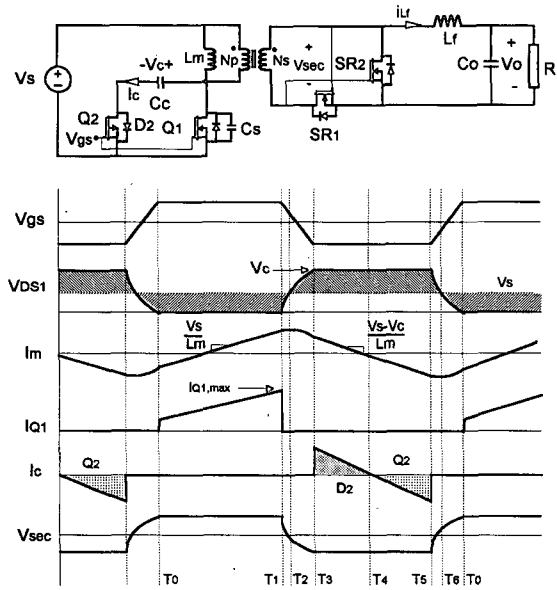 iLf
Lf
Lm
Np
Ns
+
Vsec
-
SR2
Co
+
Vo
-
R
Vs
-Vc+
Ic
Cc
Q2
D2
Q1
Cs
Vgs
SR1
Vgs
Vc
VDS1
Vs
Vs
Lm
Vs-Vc
Lm
Im
IQ1,max
IQ1
Ic
Q2
D2
Q2
Vsec
T0 T1 T2 T3 T4 T5 T6 T0